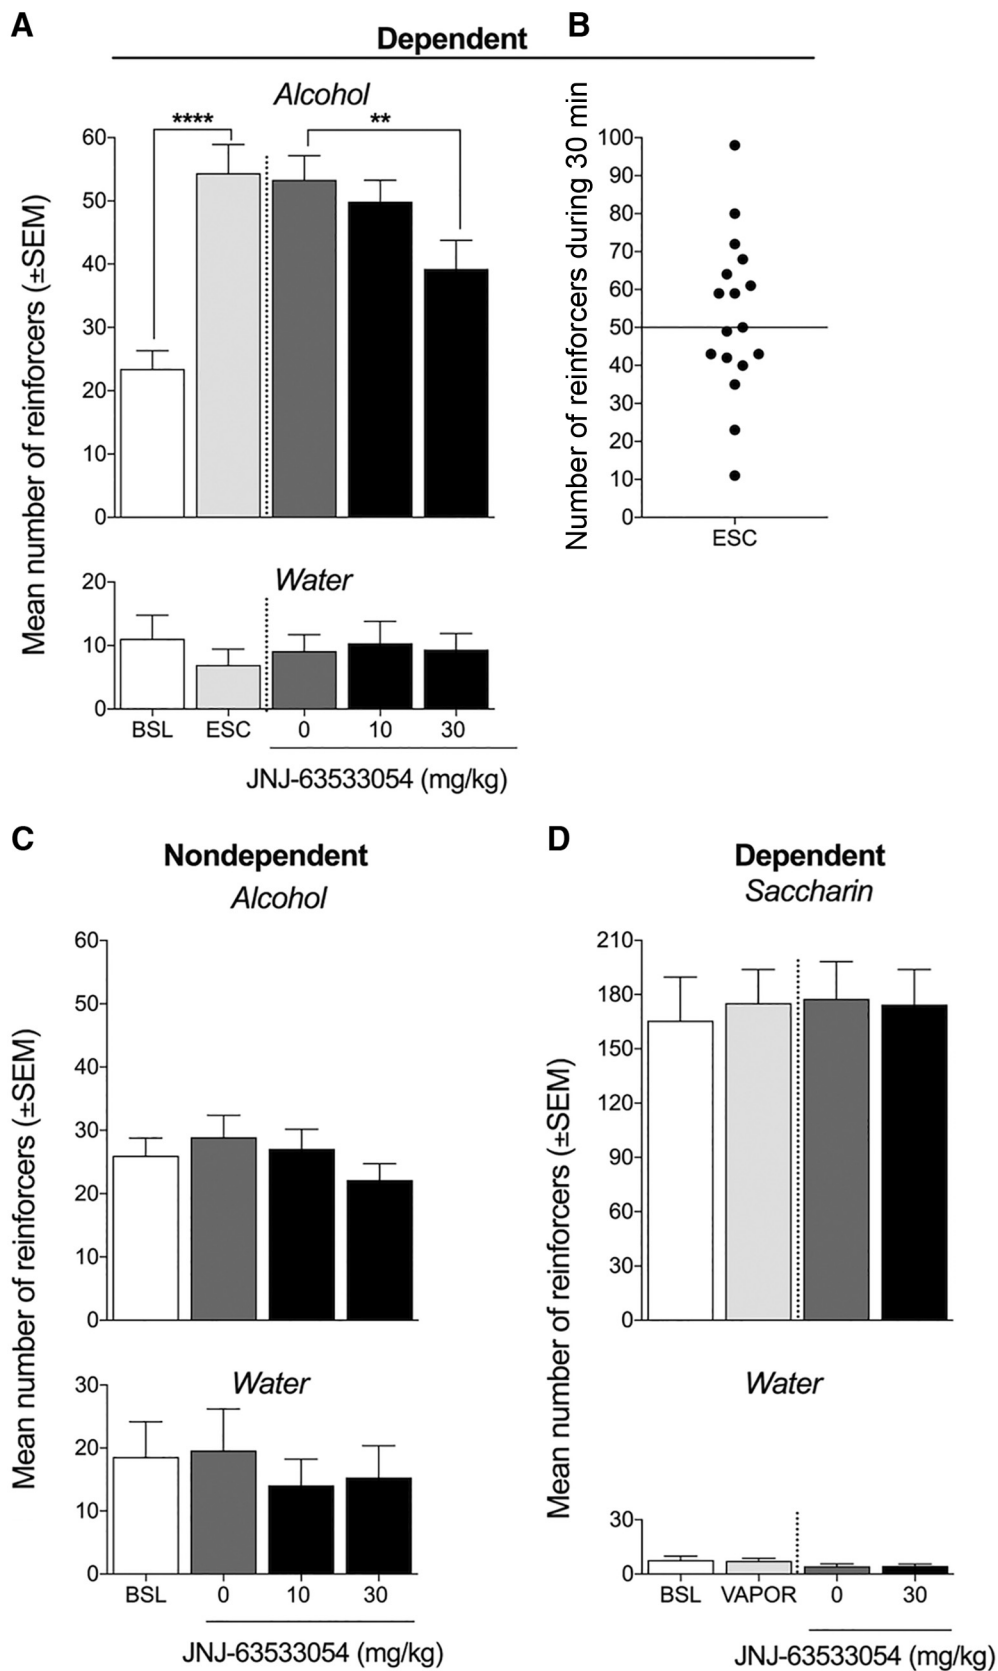 A
Dependent
Alcohol
****
**
60
50
40
30
20
10
0
Water
20
10
0
Mean number of reinforcers (±SEM)
BSL ESC 0 10 30
JNJ-63533054 (mg/kg)
B
Number of reinforcers during 30 min
100
90
80
70
60
50
40
30
20
10
0
ESC
C
Nondependent
Alcohol
60
50
40
30
20
10
0
Water
30
20
10
0
Mean number of reinforcers (±SEM)
BSL 0 10 30
JNJ-63533054 (mg/kg)
D
Dependent
Saccharin
210
180
150
120
90
60
30
0
Water
30
0
Mean number of reinforcers (±SEM)
BSL VAPOR 0 30
JNJ-63533054 (mg/kg)